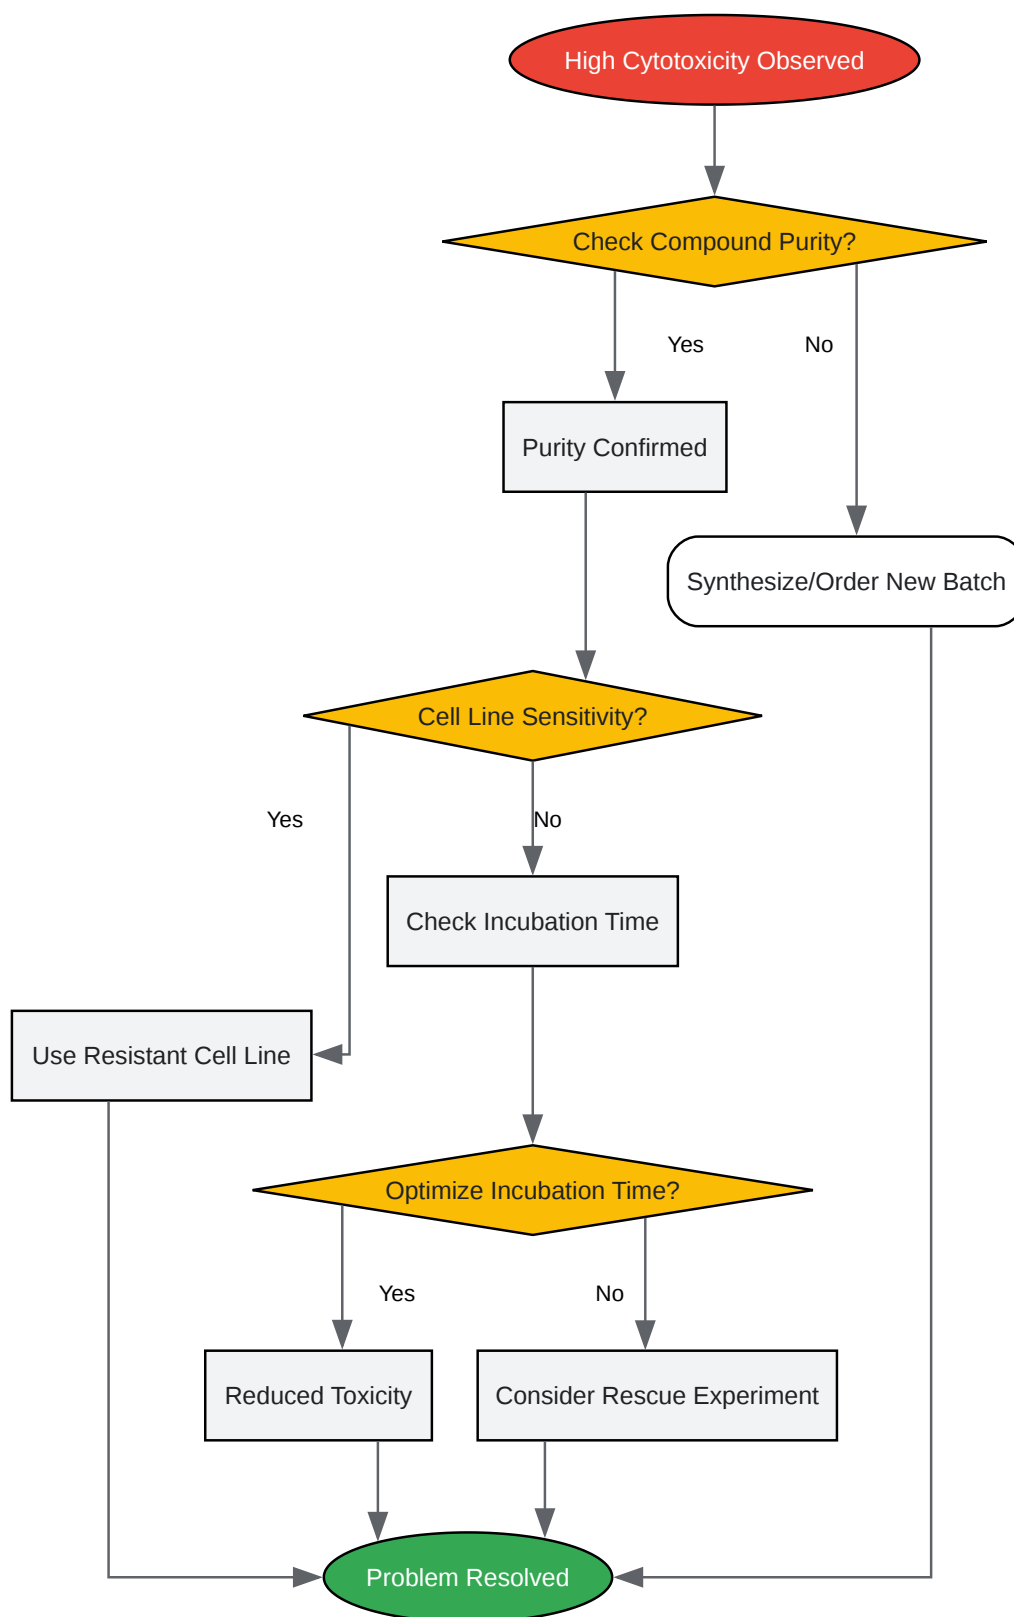 High Cytotoxicity Observed
Check Compound Purity?
Yes
No
Purity Confirmed
Synthesize/Order New Batch
Cell Line Sensitivity?
Yes
No
Check Incubation Time
Use Resistant Cell Line
Optimize Incubation Time?
Yes
No
Reduced Toxicity
Consider Rescue Experiment
Problem Resolved